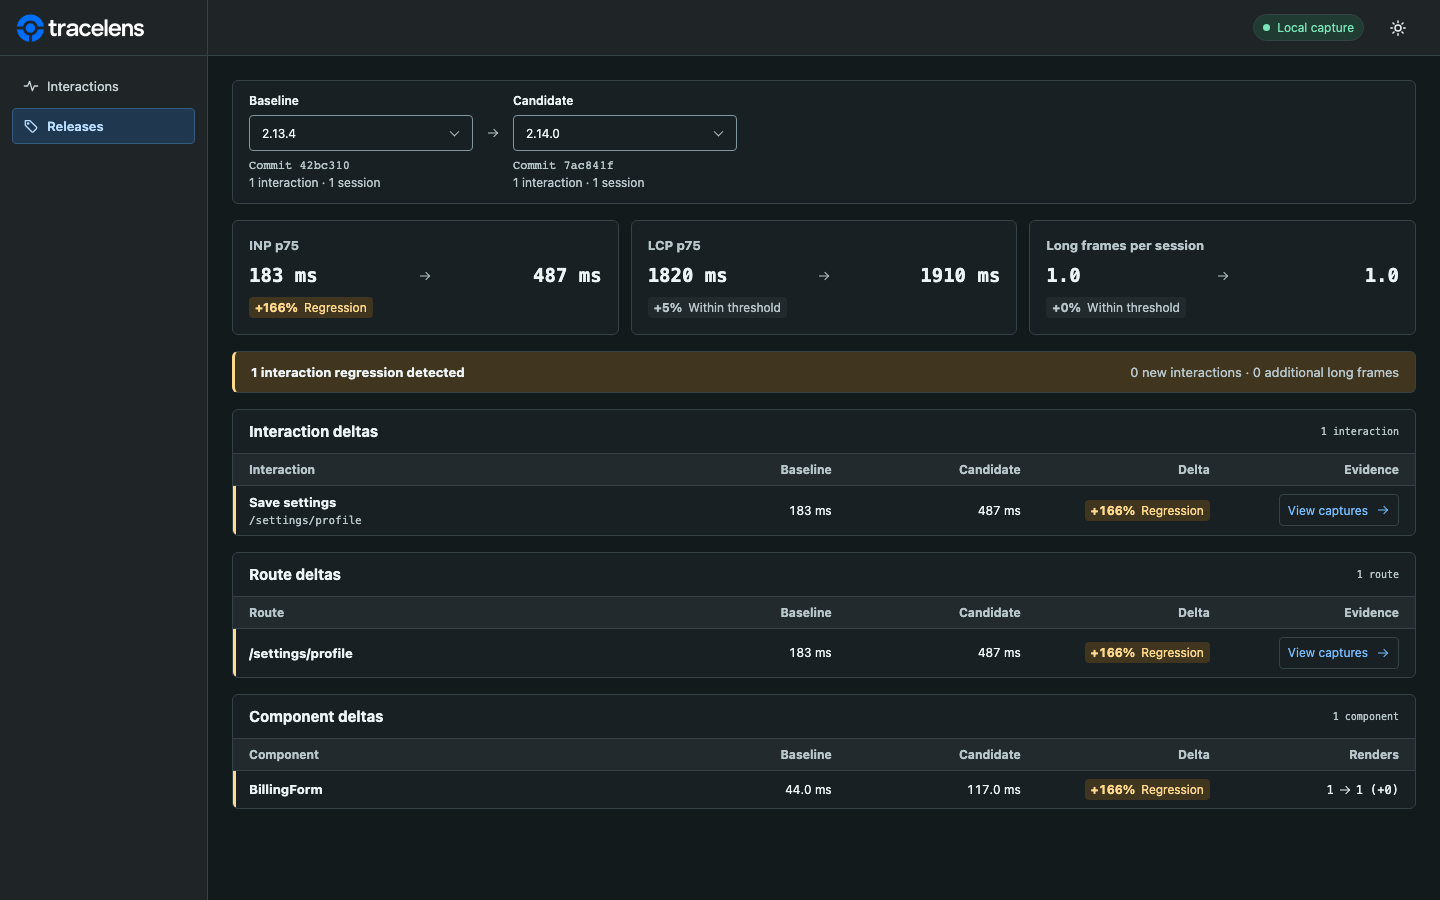 tracelens
Local capture
Interactions
Releases
Baseline
Candidate
2.13.4
→
2.14.0
Commit 42bc310
Commit 7ac841f
1 interaction · 1 session
1 interaction · 1 session
INP p75
183 ms → 487 ms
+166% Regression
LCP p75
1820 ms → 1910 ms
+5% Within threshold
Long frames per session
1.0 → 1.0
+0% Within threshold
1 interaction regression detected
0 new interactions · 0 additional long frames
Interaction deltas
1 interaction
Interaction Baseline Candidate Delta Evidence
Save settings
/settings/profile
183 ms 487 ms +166% Regression View captures →
Route deltas
1 route
Route Baseline Candidate Delta Evidence
/settings/profile 183 ms 487 ms +166% Regression View captures →
Component deltas
1 component
Component Baseline Candidate Delta Renders
BillingForm 44.0 ms 117.0 ms +166% Regression 1 → 1 (+0)